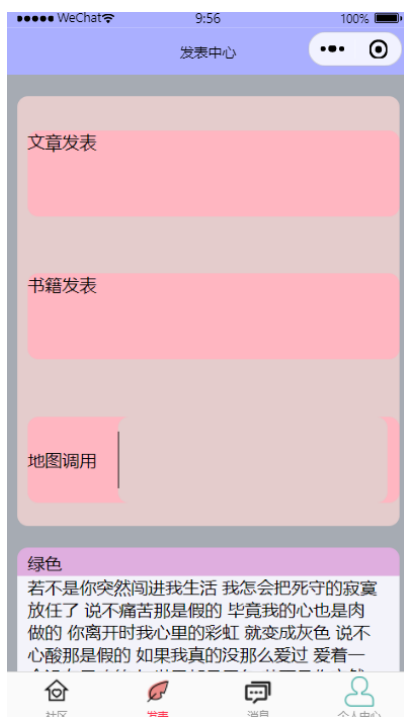 WeChat 9:56 100%
发表中心
文章发表
书籍发表
地图调用
绿色
若不是你突然闯进我生活 我怎会把死守的寂寞
放任了 说不痛苦那是假的 毕竟我的心也是肉
做的 你离开时我心里的彩虹 就变成灰色 说不
心酸那是假的 如果我真的没那么爱过 爱着一
社区 发表 消息 个人中心